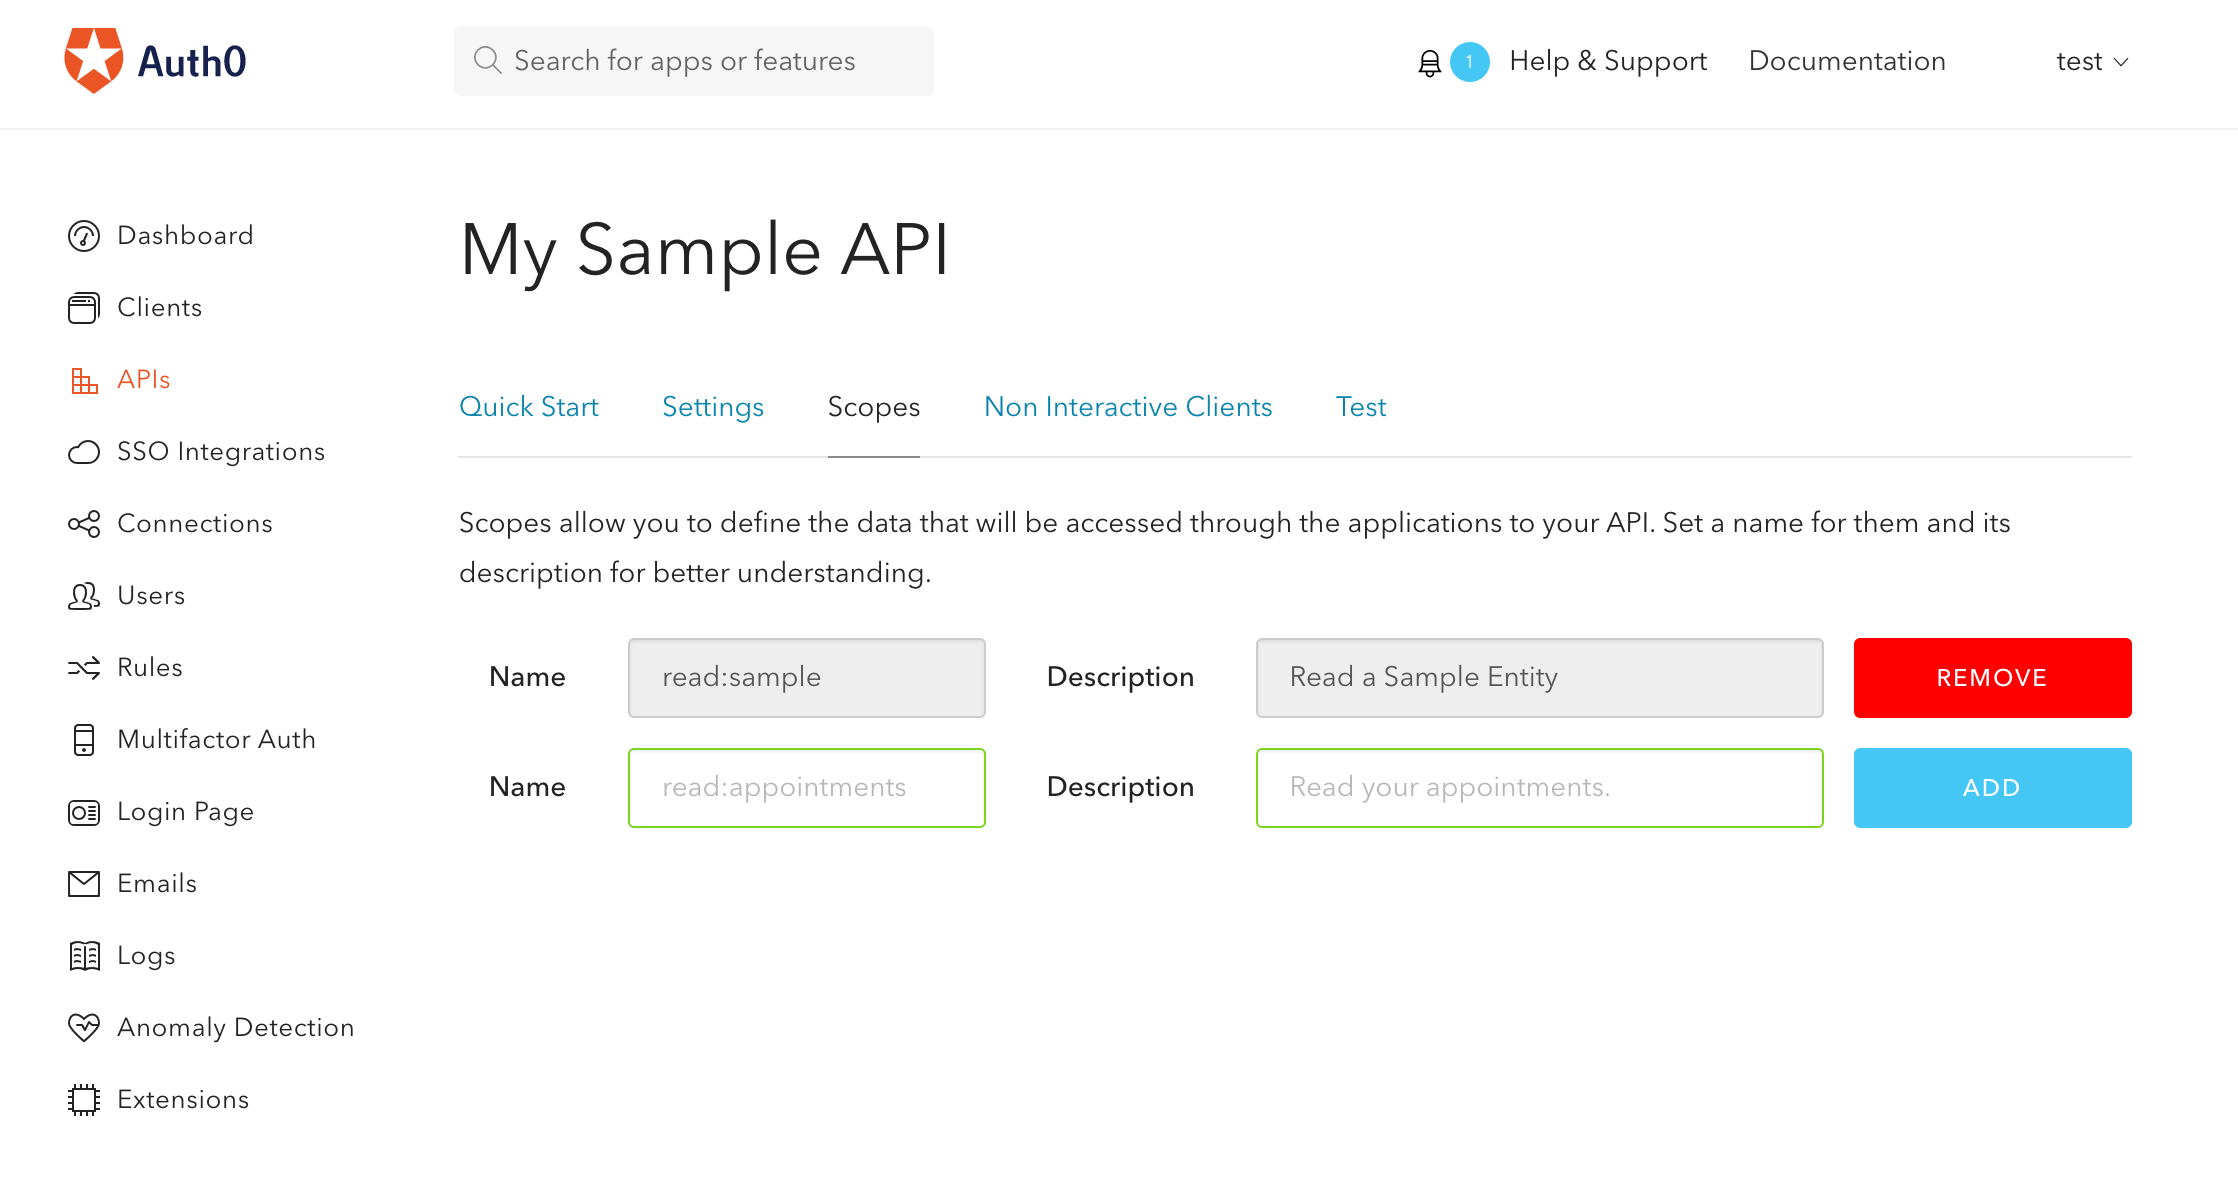 Auth0
Search for apps or features
1 Help & Support Documentation test
Dashboard
Clients
APIs
SSO Integrations
Connections
Users
Rules
Multifactor Auth
Login Page
Emails
Logs
Anomaly Detection
Extensions
My Sample API
Quick Start Settings Scopes Non Interactive Clients Test
Scopes allow you to define the data that will be accessed through the applications to your API. Set a name for them and its
description for better understanding.
Name read:sample Description Read a Sample Entity REMOVE
Name read:appointments Description Read your appointments. ADD